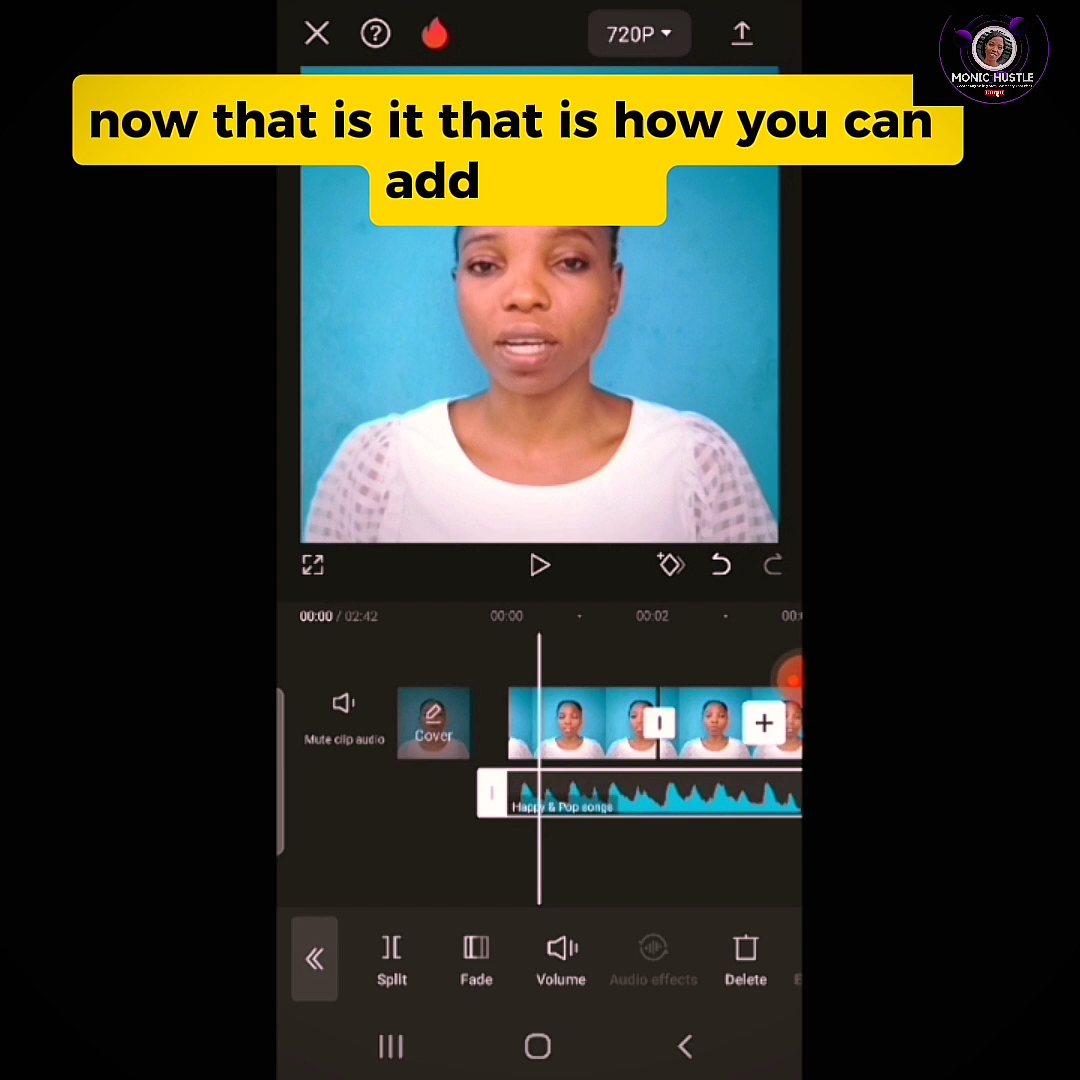 720P
MONIC HUSTLE
now that is it that is how you can
add
00:00 / 02:42
00:00
00:02
Mute clip audio
Cover
Happy & Pop songs
Split
Fade
Volume
Audio effects
Delete